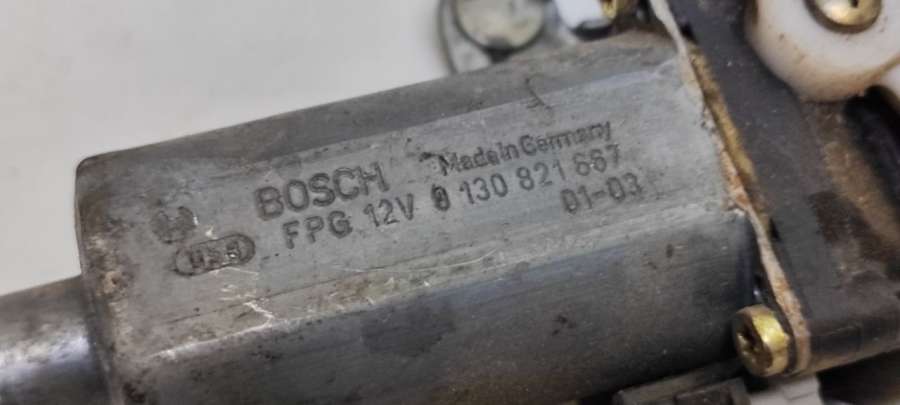 BOSCH Made in Germany
FPG 12V 0 130 821 667
01-03